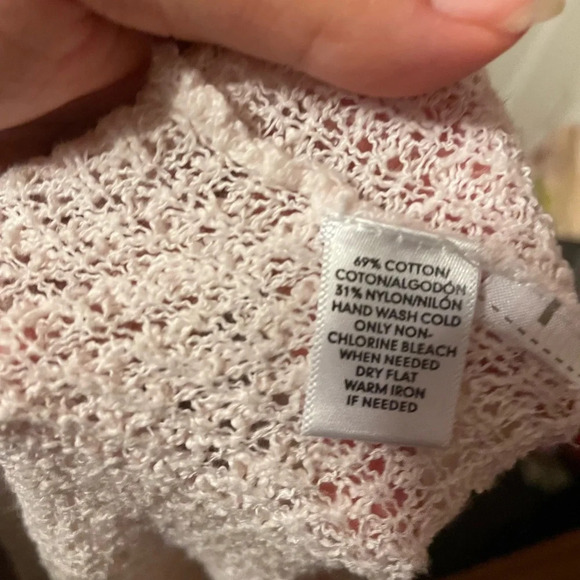 69% COTTON/
COTON/ALGODÓN
31% NYLON/NILÓN
HAND WASH COLD
ONLY NON-
CHLORINE BLEACH
WHEN NEEDED
DRY FLAT
WARM IRON
IF NEEDED